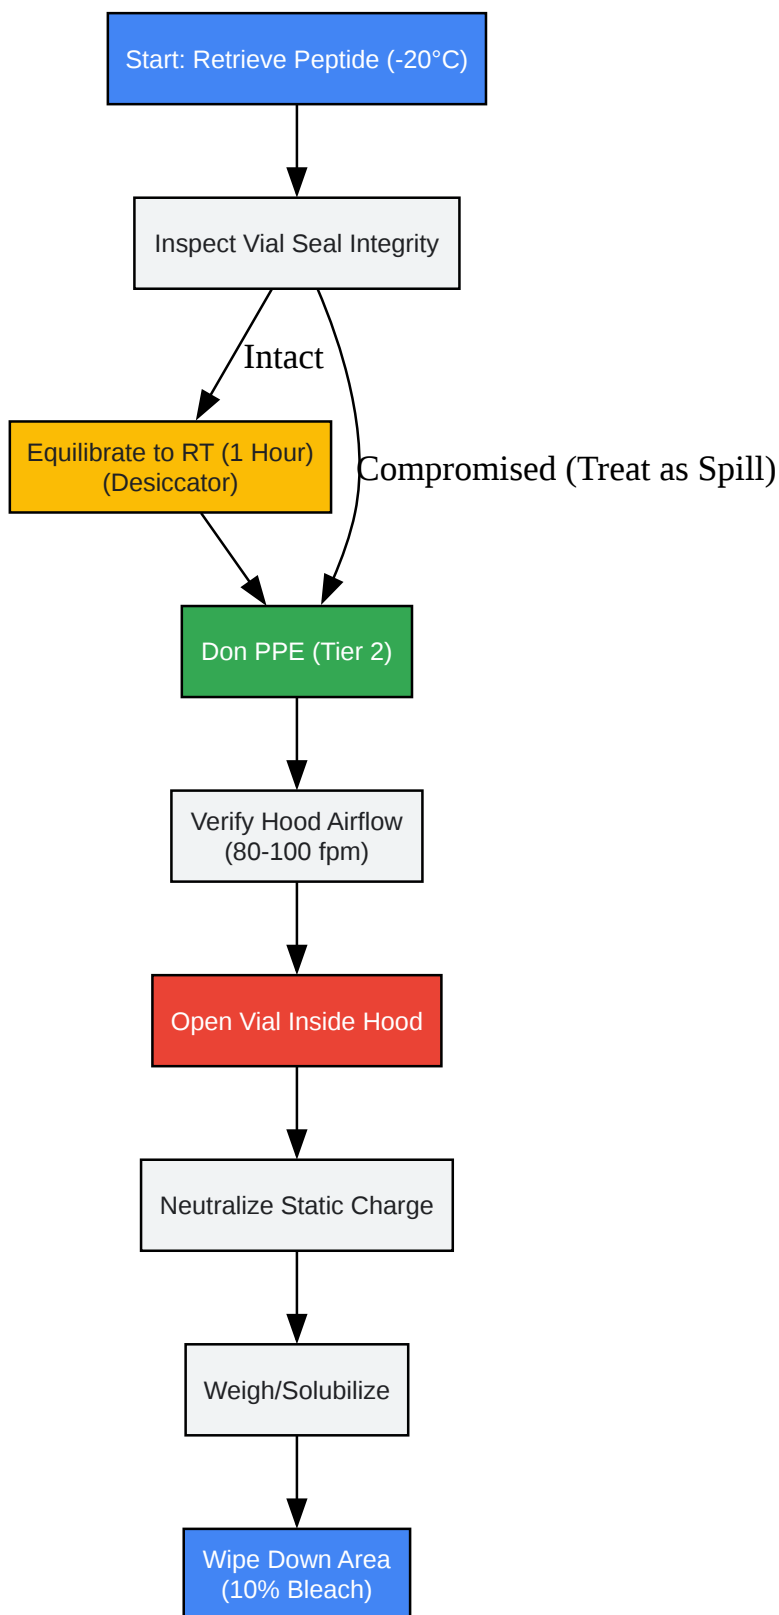 Start: Retrieve Peptide (-20°C)
Inspect Vial Seal Integrity
Intact
Equilibrate to RT (1 Hour)
(Desiccator)
Compromised (Treat as Spill)
Don PPE (Tier 2)
Verify Hood Airflow
(80-100 fpm)
Open Vial Inside Hood
Neutralize Static Charge
Weigh/Solubilize
Wipe Down Area
(10% Bleach)